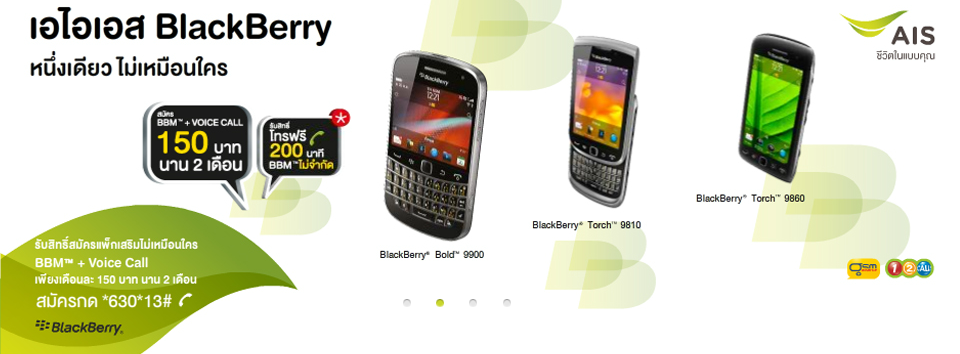 เอไอเอส BlackBerry
หนึ่งเดียว ไม่เหมือนใคร
AIS
ชีวิตในแบบคุณ
สมัคร
BBM™ + VOICE CALL
150 บาท
นาน 2 เดือน
รับสิทธิ์
โทรฟรี
200 นาที
BBM™ไม่จำกัด
*
BlackBerry
12:21
BlackBerry® Bold™ 9900
BlackBerry® Torch™ 9810
BlackBerry® Torch™ 9860
รับสิทธิ์สมัครแพ็กเสริมไม่เหมือนใคร
BBM™ + Voice Call
เพียงเดือนละ 150 บาท นาน 2 เดือน
สมัครกด *630*13#
BlackBerry®
gsm
1 2 Call